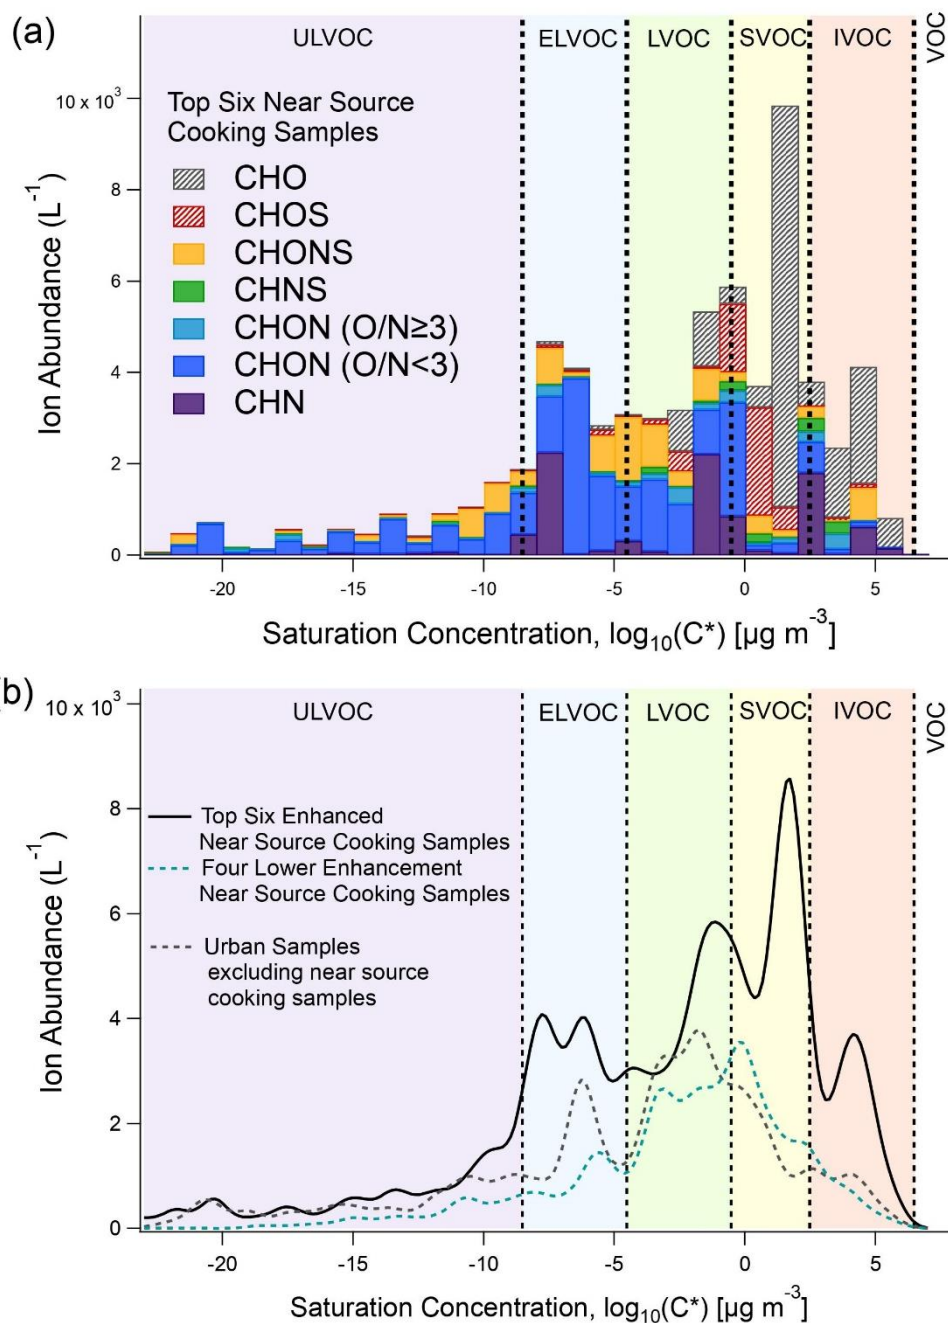 (a)
ULVOC
ELVOC
LVOC
SVOC
IVOC
VOC
10 x 10³
8
6
4
2
0
Ion Abundance (L⁻¹)
Top Six Near Source
Cooking Samples
CHO
CHOS
CHONS
CHNS
CHON (O/N≥3)
CHON (O/N<3)
CHN
-20
-15
-10
-5
0
5
Saturation Concentration, log₁₀(C*) [µg m⁻³]
b)
ULVOC
ELVOC
LVOC
SVOC
IVOC
VOC
10 x 10³
8
6
4
2
0
Ion Abundance (L⁻¹)
Top Six Enhanced
Near Source Cooking Samples
Four Lower Enhancement
Near Source Cooking Samples
Urban Samples
excluding near source
cooking samples
-20
-15
-10
-5
0
5
Saturation Concentration, log₁₀(C*) [µg m⁻³]